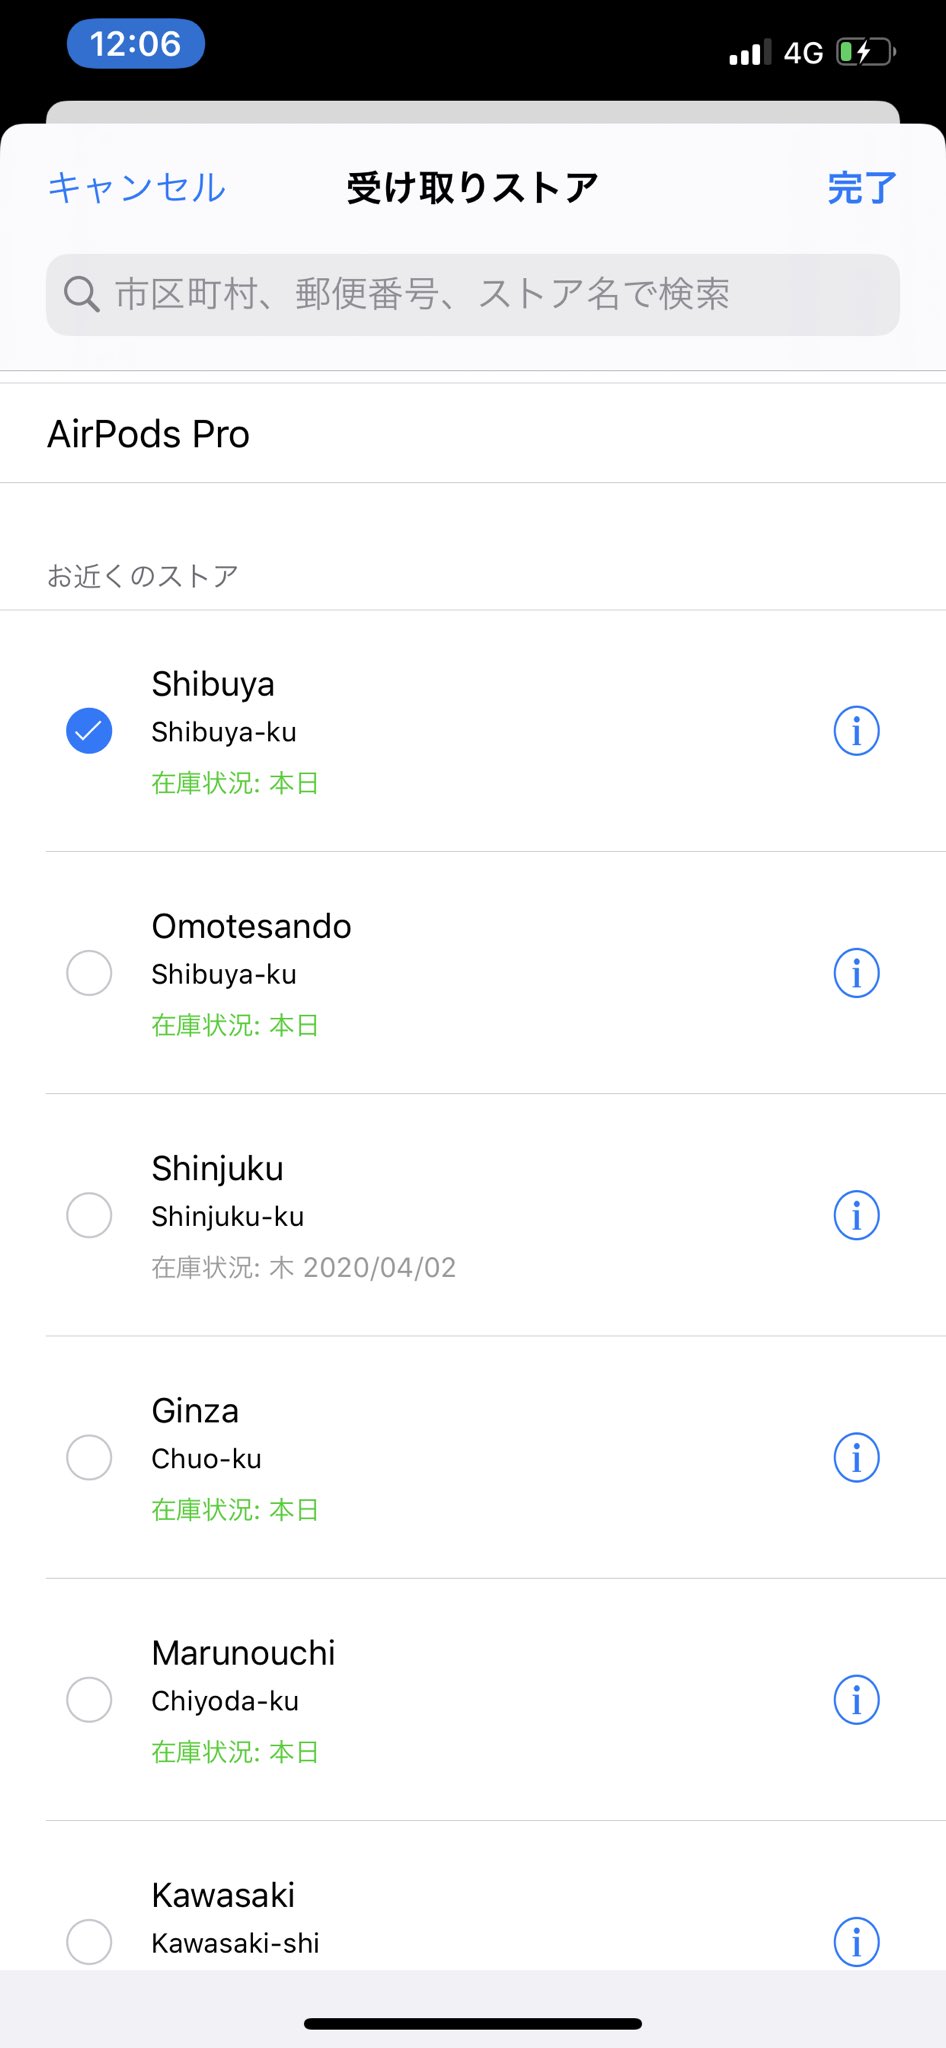 12:06
4G
キャンセル 受け取りストア 完了
市区町村、郵便番号、ストア名で検索
AirPods Pro
お近くのストア
Shibuya
Shibuya-ku
在庫状況: 本日
Omotesando
Shibuya-ku
在庫状況: 本日
Shinjuku
Shinjuku-ku
在庫状況: 木 2020/04/02
Ginza
Chuo-ku
在庫状況: 本日
Marunouchi
Chiyoda-ku
在庫状況: 本日
Kawasaki
Kawasaki-shi